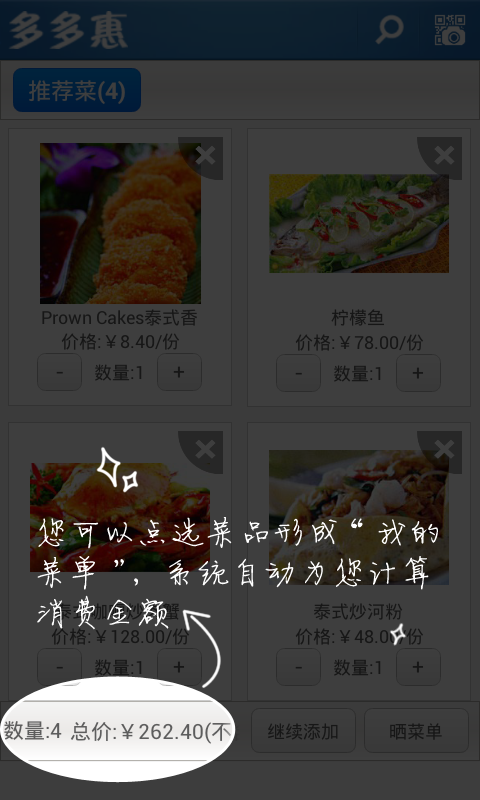 多多惠
推荐菜(4)
Prown Cakes泰式香
价格:￥8.40/份
-
数量:1
+
柠檬鱼
价格:￥78.00/份
-
数量:1
+
您可以点选菜品形成“我的
菜单”，系统自动为您计算
消费金额
价格:￥128.00/份
-
数量:1
+
泰式炒河粉
价格:￥48.00/份
-
数量:1
+
数量:4 总价:￥262.40(不
继续添加
晒菜单